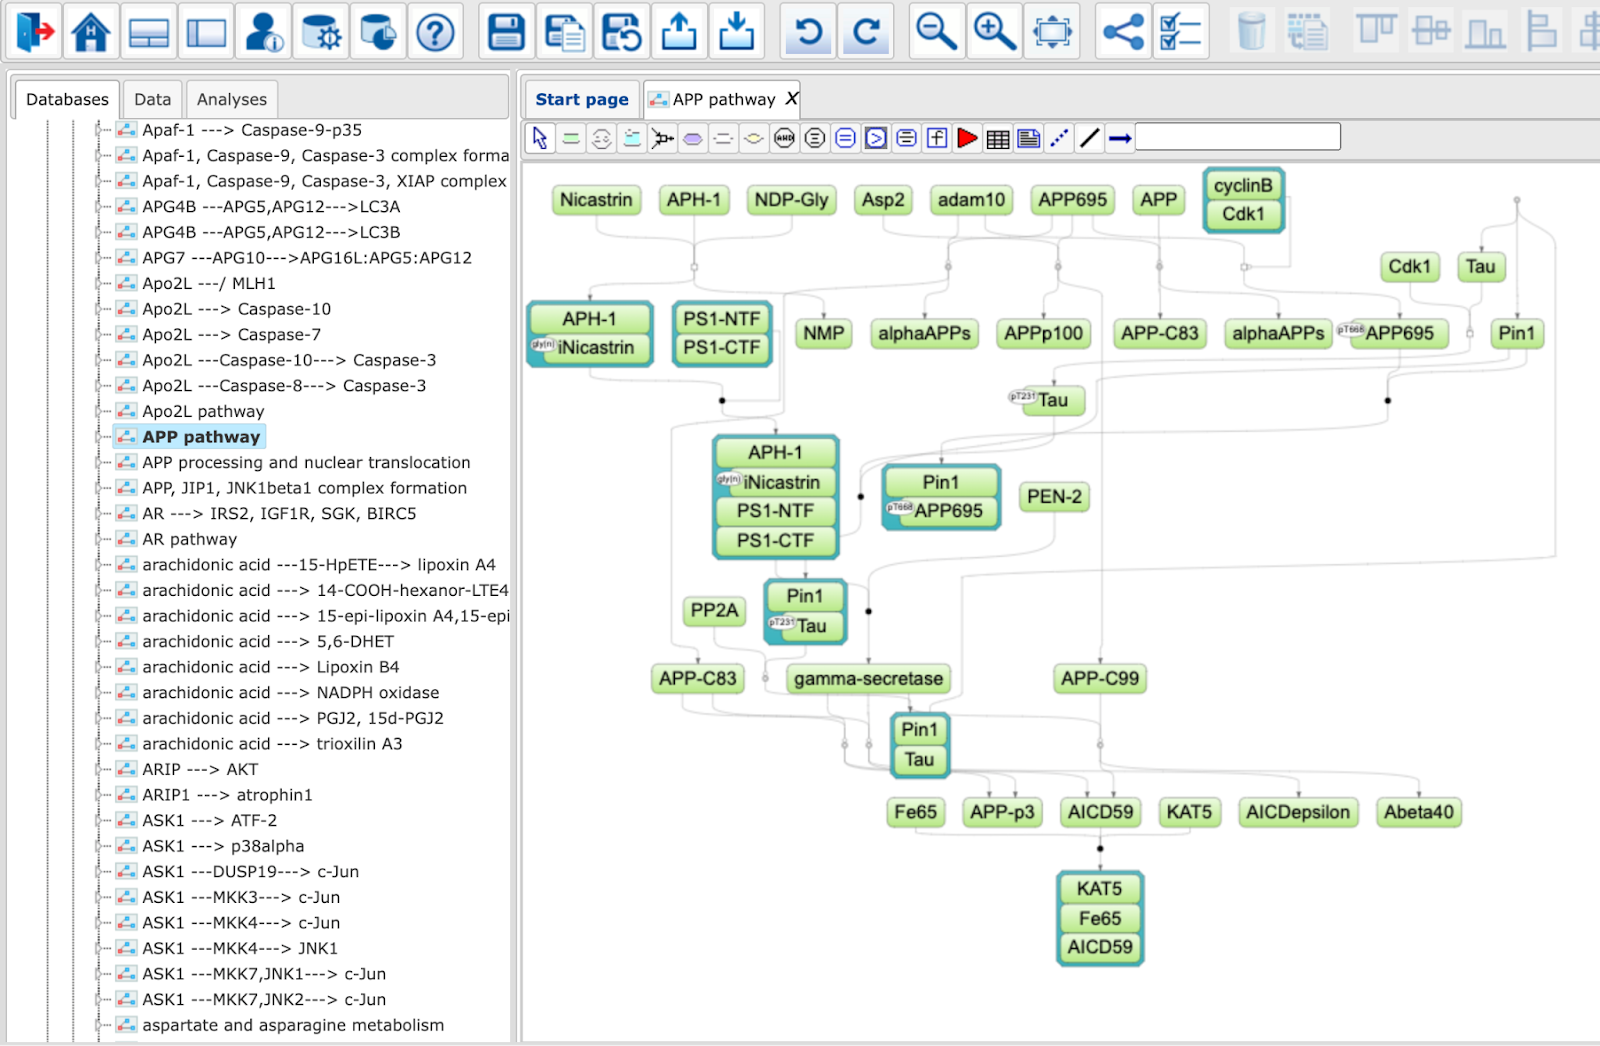 Databases
Data
Analyses
Apaf-1 ---> Caspase-9-p35
Apaf-1, Caspase-9, Caspase-3 complex forma
Apaf-1, Caspase-9, Caspase-3, XIAP complex
APG4B ---APG5,APG12--->LC3A
APG4B ---APG5,APG12--->LC3B
APG7 ---APG10--->APG16L:APG5:APG12
Apo2L ---/ MLH1
Apo2L ---> Caspase-10
Apo2L ---> Caspase-7
Apo2L ---Caspase-10---> Caspase-3
Apo2L ---Caspase-8---> Caspase-3
Apo2L pathway
APP pathway
APP processing and nuclear translocation
APP, JIP1, JNK1beta1 complex formation
AR ---> IRS2, IGF1R, SGK, BIRC5
AR pathway
arachidonic acid ---15-HpETE---> lipoxin A4
arachidonic acid ---> 14-COOH-hexanor-LTE4
arachidonic acid ---> 15-epi-lipoxin A4,15-epi
arachidonic acid ---> 5,6-DHET
arachidonic acid ---> Lipoxin B4
arachidonic acid ---> NADPH oxidase
arachidonic acid ---> PGJ2, 15d-PGJ2
arachidonic acid ---> trioxilin A3
ARIP ---> AKT
ARIP1 ---> atrophin1
ASK1 ---> ATF-2
ASK1 ---> p38alpha
ASK1 ---DUSP19---> c-Jun
ASK1 ---MKK3---> c-Jun
ASK1 ---MKK4---> c-Jun
ASK1 ---MKK4---> JNK1
ASK1 ---MKK7,JNK1---> c-Jun
ASK1 ---MKK7,JNK2---> c-Jun
aspartate and asparagine metabolism
Start page
APP pathway X
AND
f
Nicastrin
APH-1
NDP-Gly
Asp2
adam10
APP695
APP
cyclinB
Cdk1
Cdk1
Tau
APH-1
gly(n) iNicastrin
PS1-NTF
PS1-CTF
NMP
alphaAPPs
APPp100
APP-C83
alphaAPPs
pT668 APP695
Pin1
pT231 Tau
APH-1
gly(n) iNicastrin
PS1-NTF
PS1-CTF
Pin1
pT668 APP695
PEN-2
Pin1
pT231 Tau
PP2A
APP-C83
gamma-secretase
APP-C99
Pin1
Tau
Fe65
APP-p3
AICD59
KAT5
AICDepsilon
Abeta40
KAT5
Fe65
AICD59